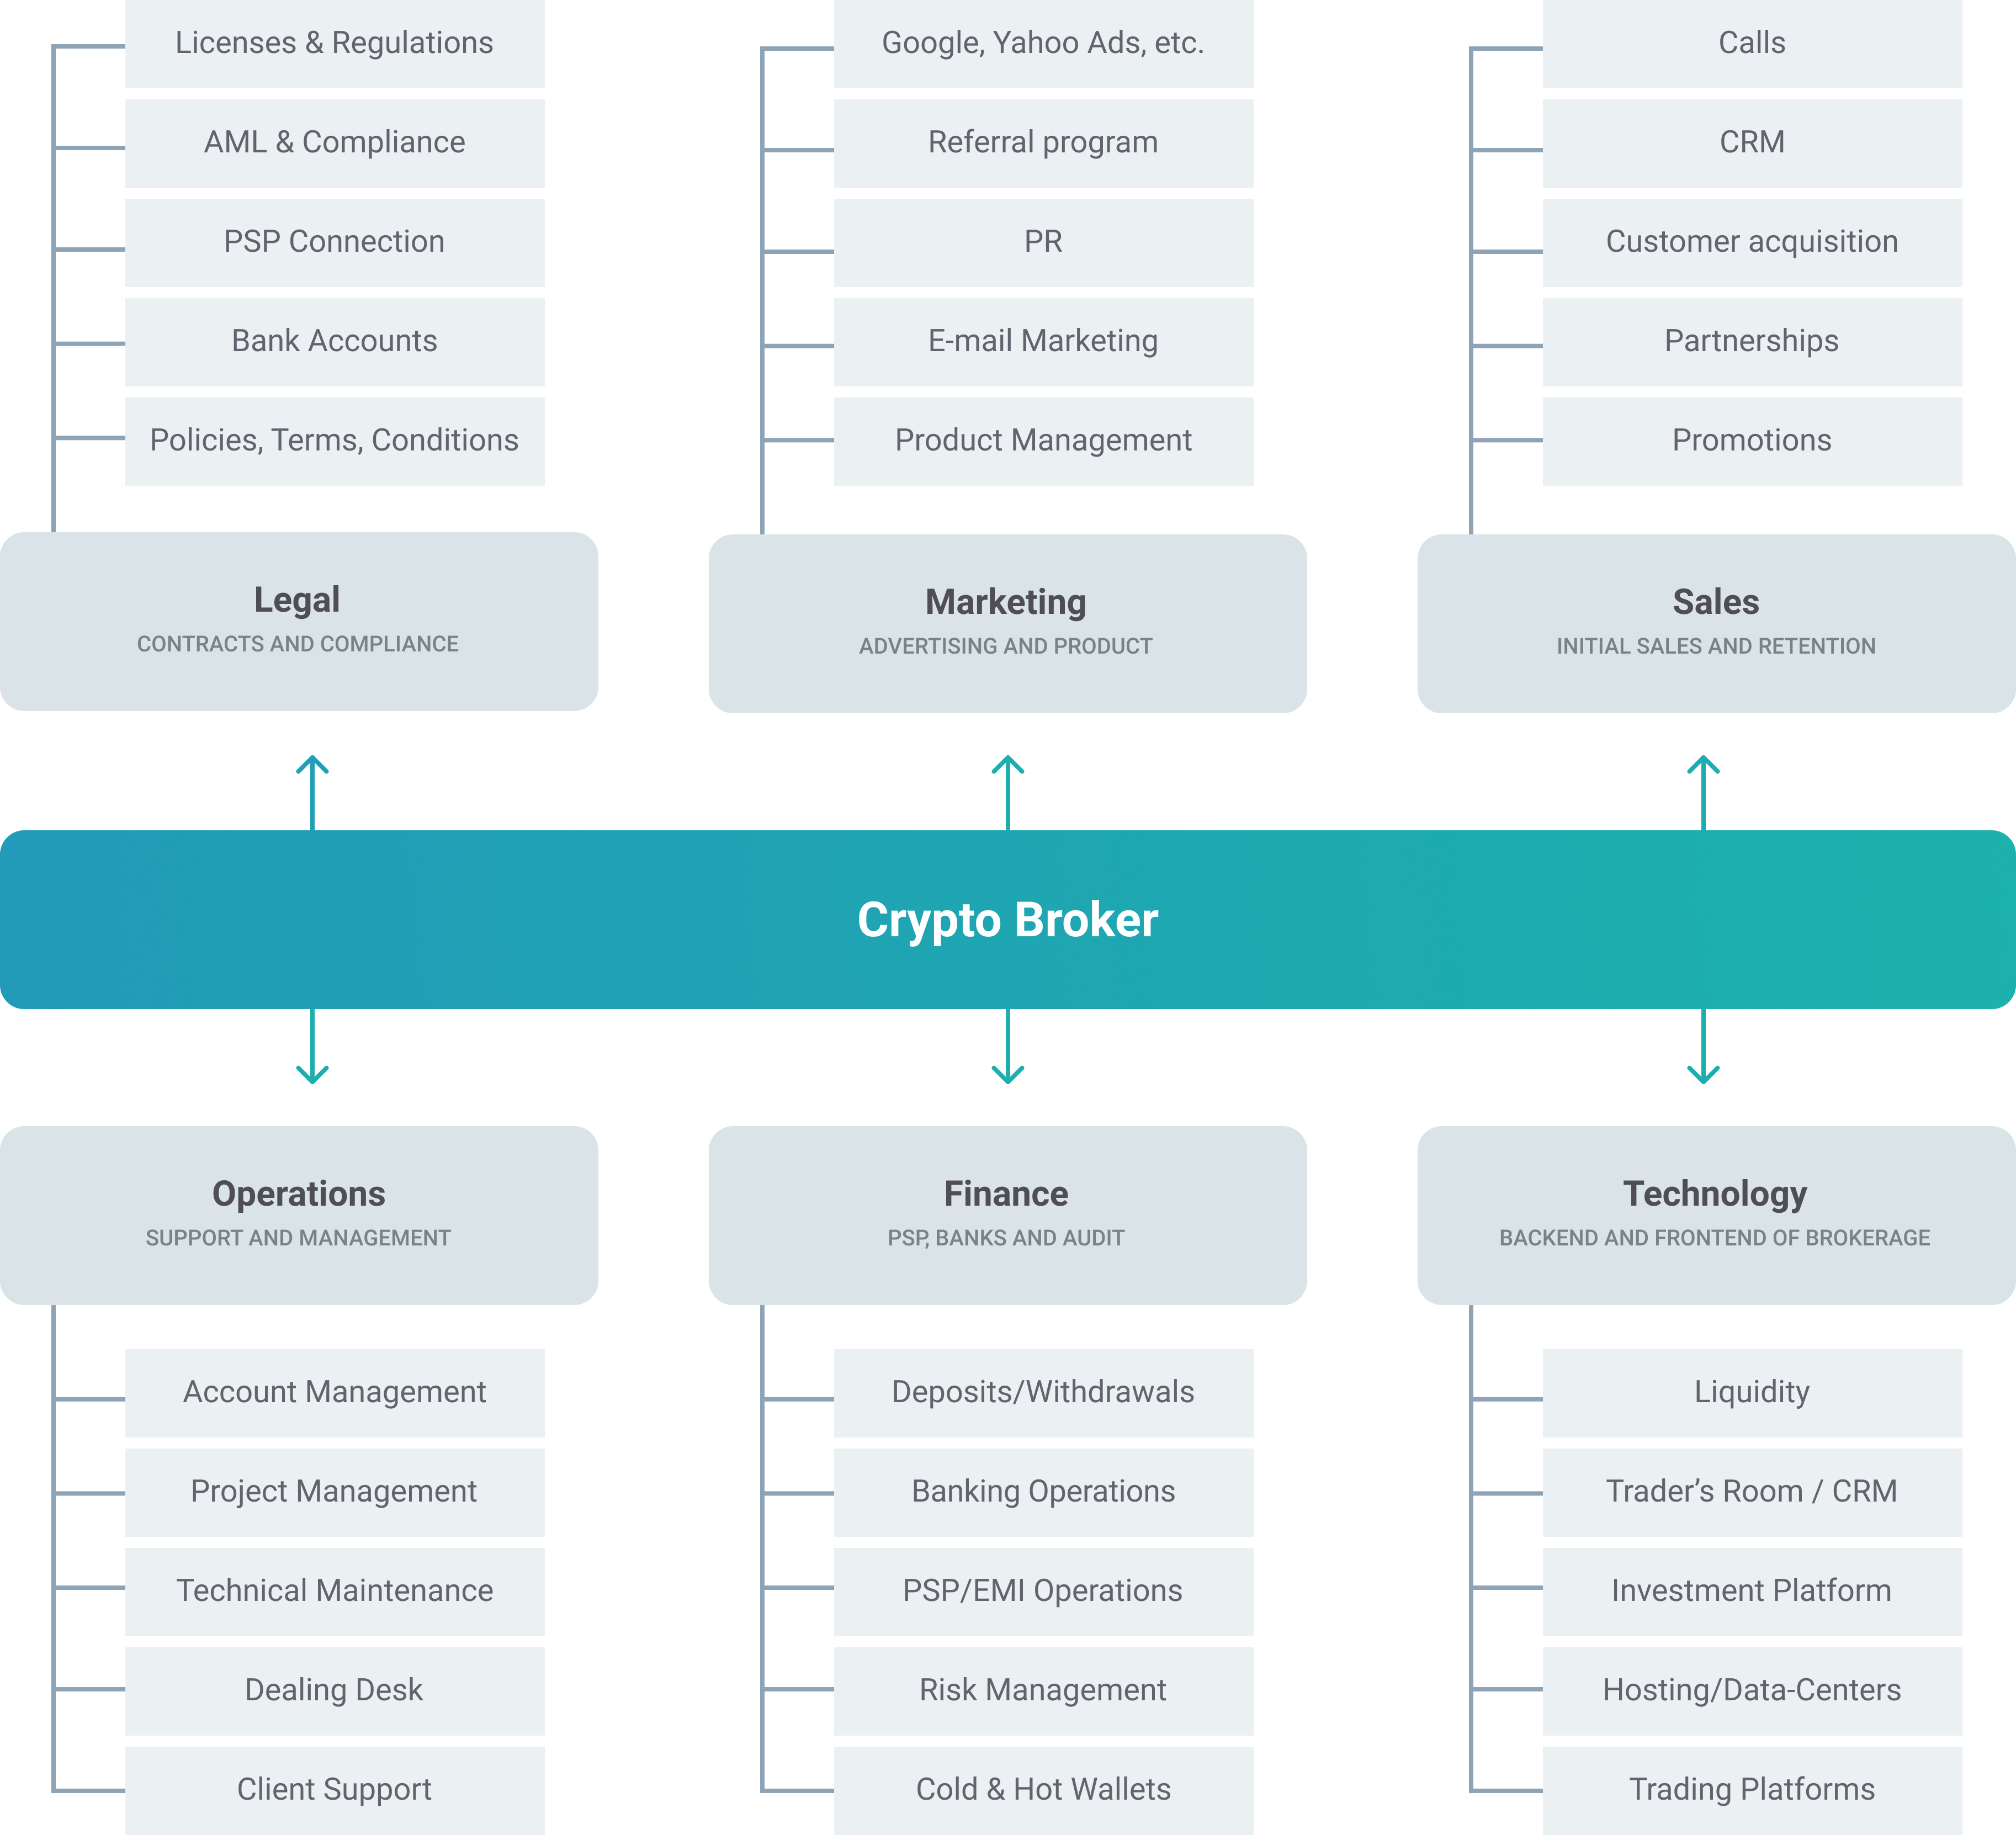 Licenses & Regulations
AML & Compliance
PSP Connection
Bank Accounts
Policies, Terms, Conditions
Legal
CONTRACTS AND COMPLIANCE
Google, Yahoo Ads, etc.
Referral program
PR
E-mail Marketing
Product Management
Marketing
ADVERTISING AND PRODUCT
Calls
CRM
Customer acquisition
Partnerships
Promotions
Sales
INITIAL SALES AND RETENTION
Crypto Broker
Operations
SUPPORT AND MANAGEMENT
Account Management
Project Management
Technical Maintenance
Dealing Desk
Client Support
Finance
PSP, BANKS AND AUDIT
Deposits/Withdrawals
Banking Operations
PSP/EMI Operations
Risk Management
Cold & Hot Wallets
Technology
BACKEND AND FRONTEND OF BROKERAGE
Liquidity
Trader’s Room / CRM
Investment Platform
Hosting/Data-Centers
Trading Platforms